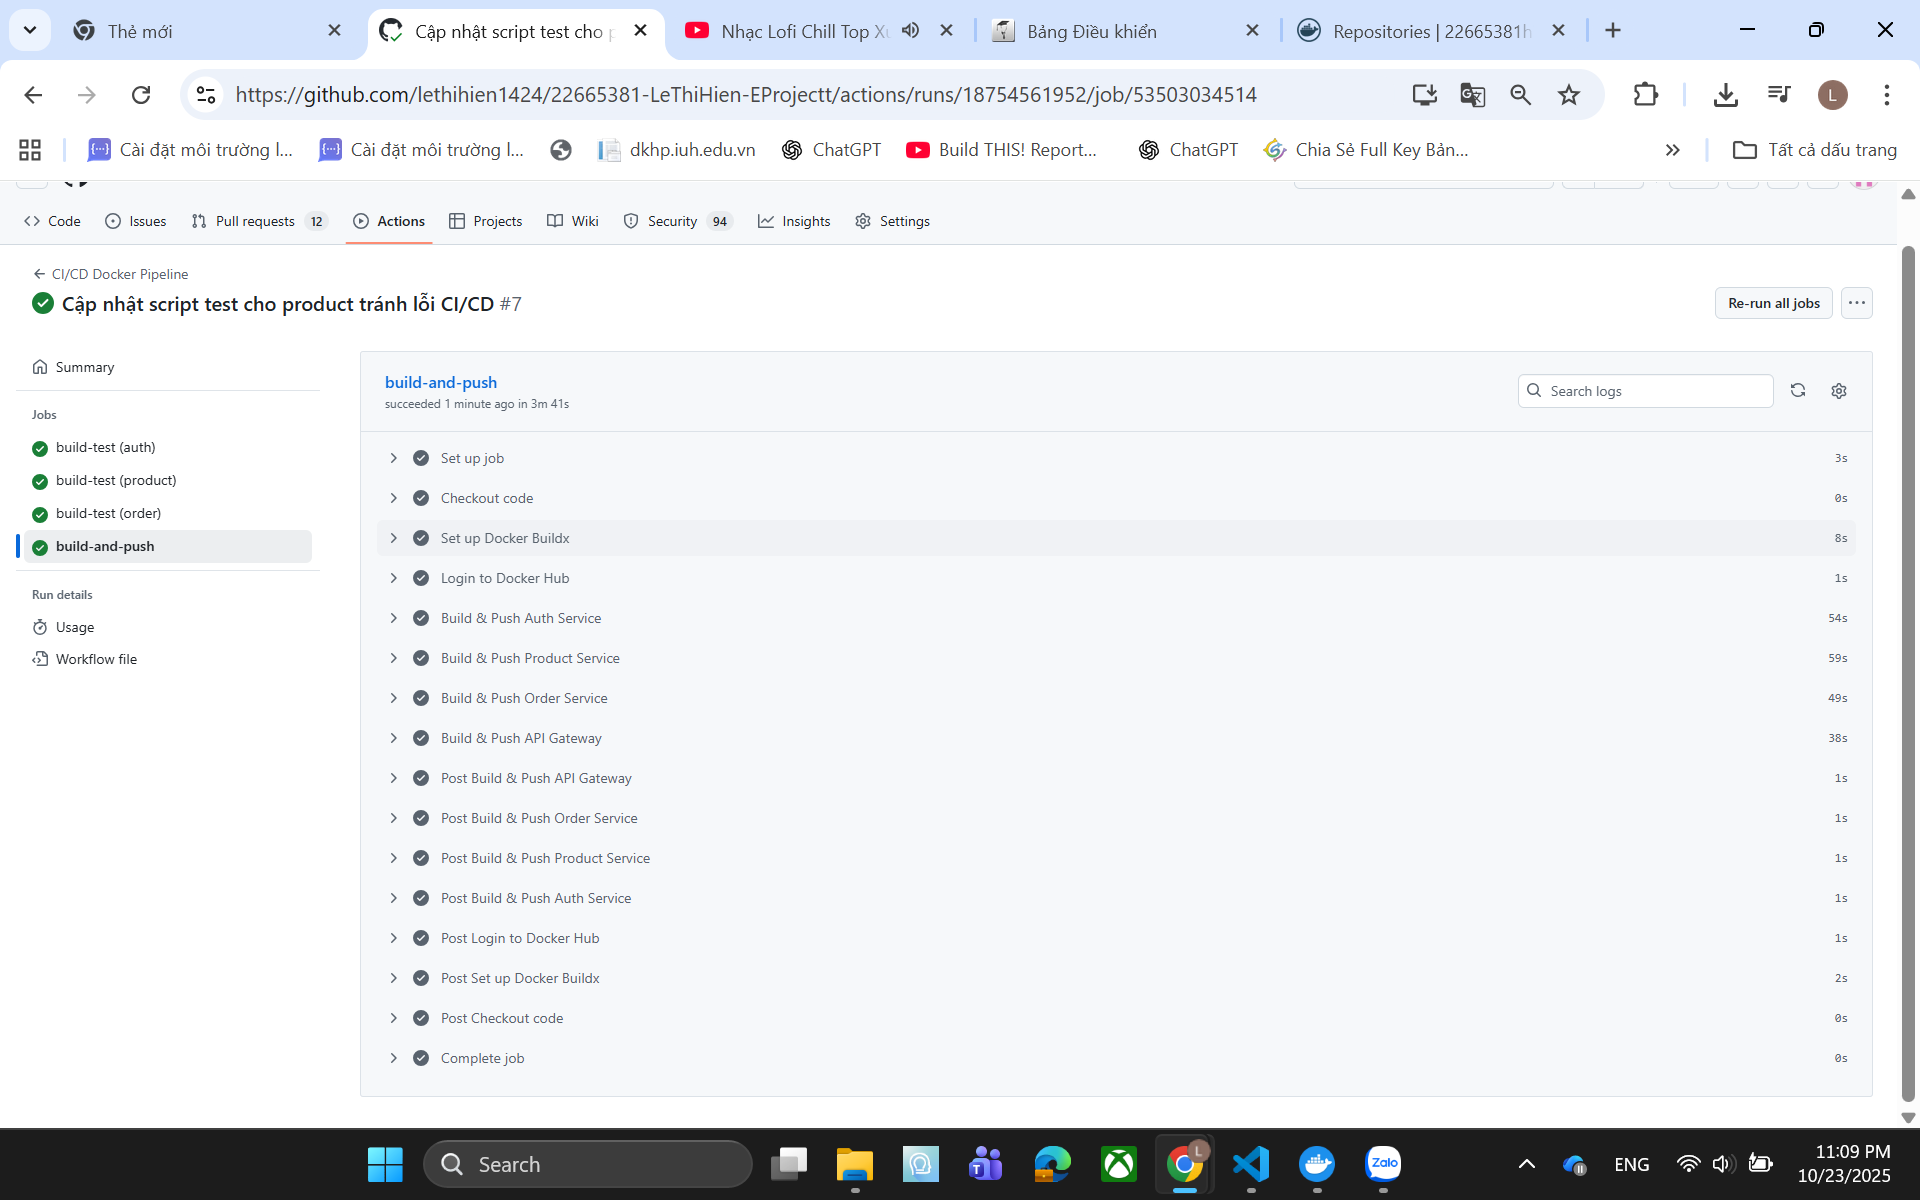 Thẻ mới
Cập nhật script test cho p
Nhạc Lofi Chill Top Xu
Bảng Điều khiển
Repositories | 22665381h
https://github.com/lethihien1424/22665381-LeThiHien-EProjectt/actions/runs/18754561952/job/53503034514
L
Cài đặt môi trường l...
Cài đặt môi trường l...
dkhp.iuh.edu.vn
ChatGPT
Build THIS! Report...
ChatGPT
Chia Sẻ Full Key Bản...
Tất cả dấu trang
Code
Issues
Pull requests 12
Actions
Projects
Wiki
Security 94
Insights
Settings
CI/CD Docker Pipeline
Cập nhật script test cho product tránh lỗi CI/CD #7
Re-run all jobs
Summary
Jobs
build-test (auth)
build-test (product)
build-test (order)
build-and-push
Run details
Usage
Workflow file
build-and-push
succeeded 1 minute ago in 3m 41s
Search logs
Set up job 3s
Checkout code 0s
Set up Docker Buildx 8s
Login to Docker Hub 1s
Build & Push Auth Service 54s
Build & Push Product Service 59s
Build & Push Order Service 49s
Build & Push API Gateway 38s
Post Build & Push API Gateway 1s
Post Build & Push Order Service 1s
Post Build & Push Product Service 1s
Post Build & Push Auth Service 1s
Post Login to Docker Hub 1s
Post Set up Docker Buildx 2s
Post Checkout code 0s
Complete job 0s
Search
L
Zalo
ENG
11:09 PM
10/23/2025